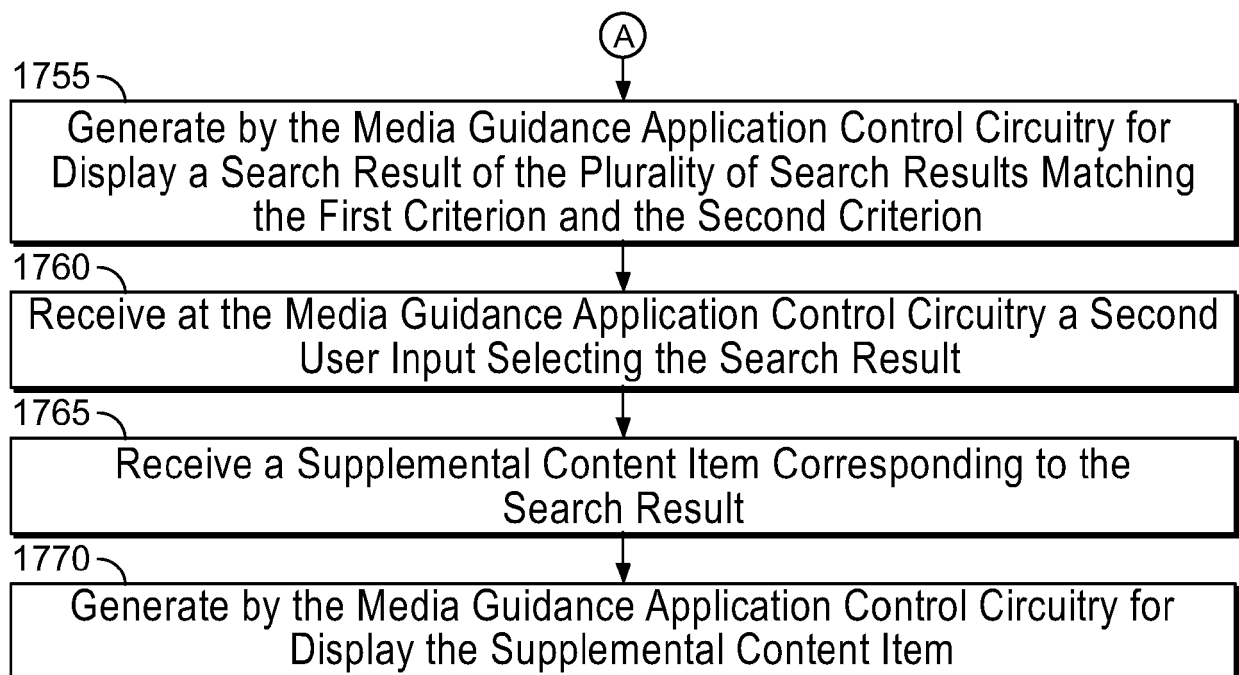 A
1755
Generate by the Media Guidance Application Control Circuitry for
Display a Search Result of the Plurality of Search Results Matching
the First Criterion and the Second Criterion
1760
Receive at the Media Guidance Application Control Circuitry a Second
User Input Selecting the Search Result
1765
Receive a Supplemental Content Item Corresponding to the
Search Result
1770
Generate by the Media Guidance Application Control Circuitry for
Display the Supplemental Content Item